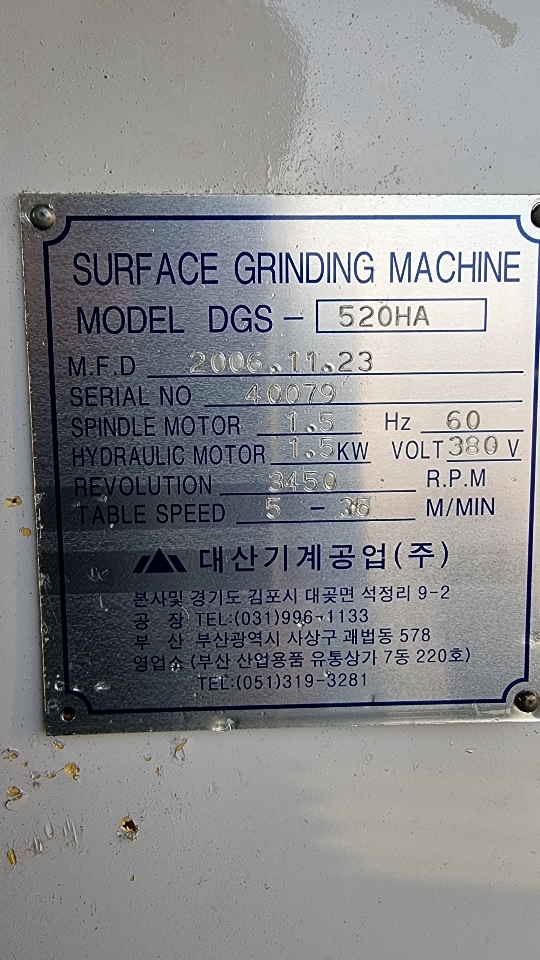 SURFACE GRINDING MACHINE
MODEL DGS - 520HA
M.F.D 2006.11.23
SERIAL NO 40079
SPINDLE MOTOR 1.5 Hz 60
HYDRAULIC MOTOR 1.5 KW VOLT 380 V
REVOLUTION 3450 R.P.M
TABLE SPEED 5 - 35 M/MIN
대산기계공업(주)
본사및 경기도 김포시 대곶면 석정리 9-2
공 장 TEL:(031)996-1133
부 산 부산광역시 사상구 괘법동 578
영업소 (부산 산업용품 유통상가 7동 220호)
TEL:(051)319-3281